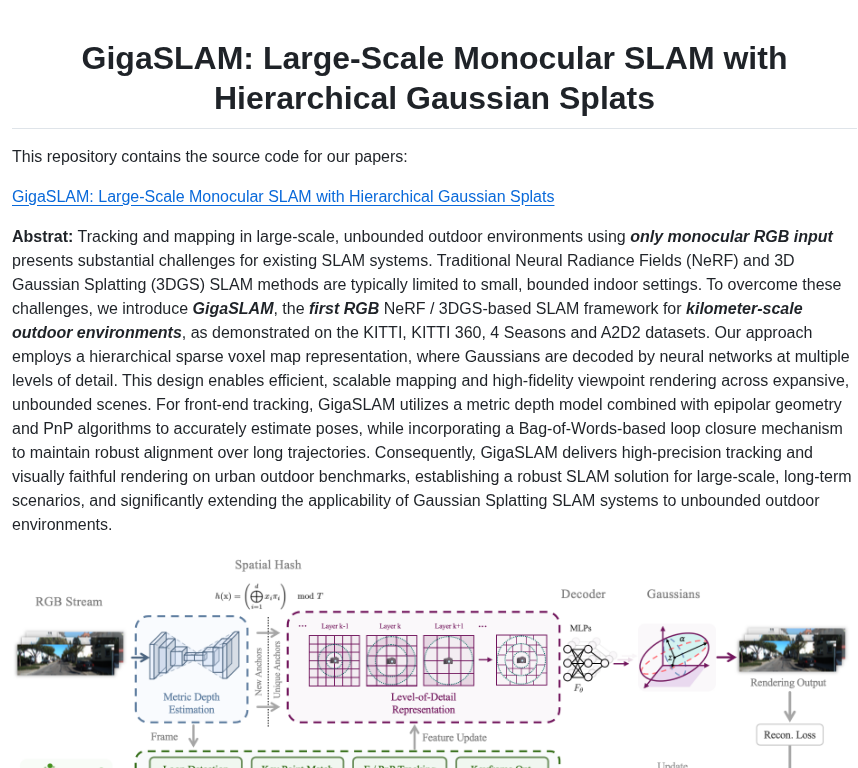 GigaSLAM: Large-Scale Monocular SLAM with
Hierarchical Gaussian Splats
This repository contains the source code for our papers:
GigaSLAM: Large-Scale Monocular SLAM with Hierarchical Gaussian Splats
Abstrat: Tracking and mapping in large-scale, unbounded outdoor environments using only monocular RGB input
presents substantial challenges for existing SLAM systems. Traditional Neural Radiance Fields (NeRF) and 3D
Gaussian Splatting (3DGS) SLAM methods are typically limited to small, bounded indoor settings. To overcome these
challenges, we introduce GigaSLAM, the first RGB NeRF / 3DGS-based SLAM framework for kilometer-scale
outdoor environments, as demonstrated on the KITTI, KITTI 360, 4 Seasons and A2D2 datasets. Our approach
employs a hierarchical sparse voxel map representation, where Gaussians are decoded by neural networks at multiple
levels of detail. This design enables efficient, scalable mapping and high-fidelity viewpoint rendering across expansive,
unbounded scenes. For front-end tracking, GigaSLAM utilizes a metric depth model combined with epipolar geometry
and PnP algorithms to accurately estimate poses, while incorporating a Bag-of-Words-based loop closure mechanism
to maintain robust alignment over long trajectories. Consequently, GigaSLAM delivers high-precision tracking and
visually faithful rendering on urban outdoor benchmarks, establishing a robust SLAM solution for large-scale, long-term
scenarios, and significantly extending the applicability of Gaussian Splatting SLAM systems to unbounded outdoor
environments.
Spatial Hash
RGB Stream
Decoder
Gaussians
mod T
MLPs
... Layer k-1 Layer k Layer k+1 ...
New Anchors
Unique Anchors
Metric Depth
Estimation
Level-of-Detail
Representation
Rendering Output
Frame
Feature Update
Recon. Loss
Update